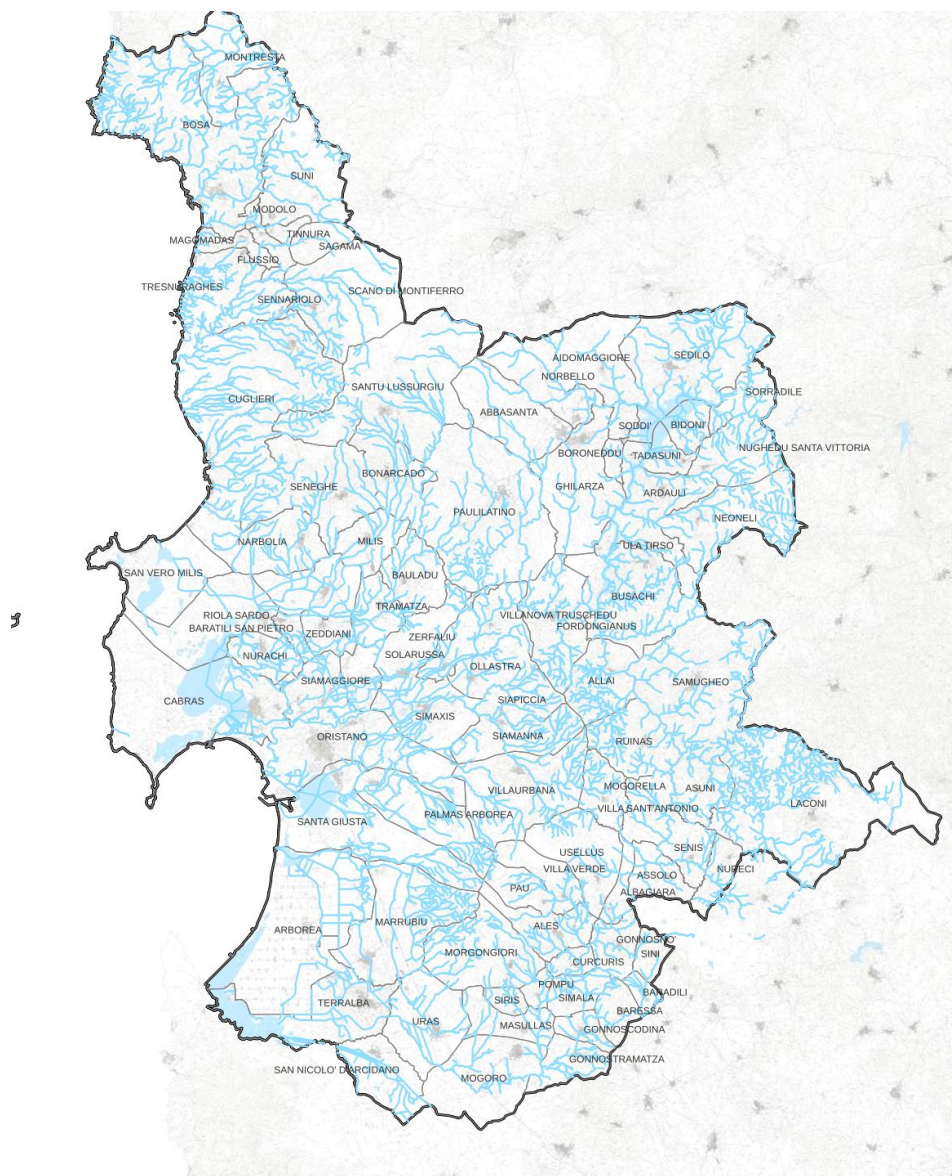 MONTRESTA
BOSA
SUNI
MODOLO
TINNURA
MAGOMADAS
SAGAMA
FLUSSIO
TRESNURAGHES
SCANO DI MONTIFERRO
SENNARIOLO
AIDOMAGGIORE
SEDILO
NORBELLO
SANTU LUSSURGIU
SORRADILE
CUGLIERI
ABBASANTA
SODDI'
BIDONI'
NUGHEDU SANTA VITTORIA
BORONEDDU
TADASUNI
BONARCADO
SENEGHE
GHILARZA
ARDAULI
PAULILATINO
NEONELI
NARBOLIA
MILIS
ULA TIRSO
SAN VERO MILIS
BAULADU
BUSACHI
TRAMATZA
RIOLA SARDO
VILLANOVA TRUSCHEDU
BARATILI SAN PIETRO
ZEDDIANI
ZERFALIU
FORDONGIANUS
NURACHI
SOLARUSSA
OLLASTRA
SIAMAGGIORE
ALLAI
SAMUGHEO
CABRAS
SIAPICCIA
SIMAXIS
ORISTANO
SIAMANNA
RUINAS
VILLAURBANA
MOGORELLA
ASUNI
LACONI
SANTA GIUSTA
PALMAS ARBOREA
VILLA SANT'ANTONIO
USELLUS
SENIS
VILLA VERDE
NURECI
ASSOLO
PAU
ALBAGIARA
MARRUBIU
ALES
ARBOREA
GONNOSNO'
MORGONGIORI
SINI
CURCURIS
POMPU
BARADILI
TERRALBA
SIRIS
SIMALA
BARESSA
URAS
MASULLAS
GONNOSCODINA
GONNOSTRAMATZA
SAN NICOLO' D'ARCIDANO
MOGORO